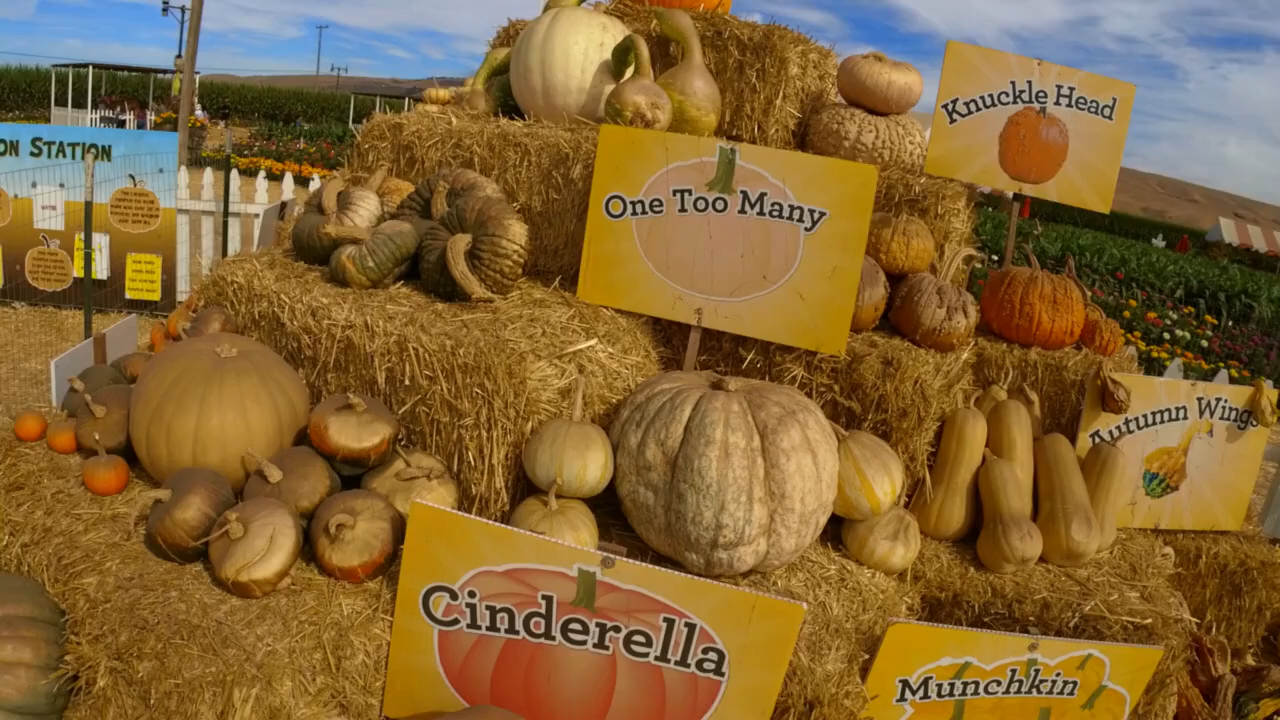 ON STATION
Knuckle Head
One Too Many
Autumn Wings
Cinderella
Munchkin